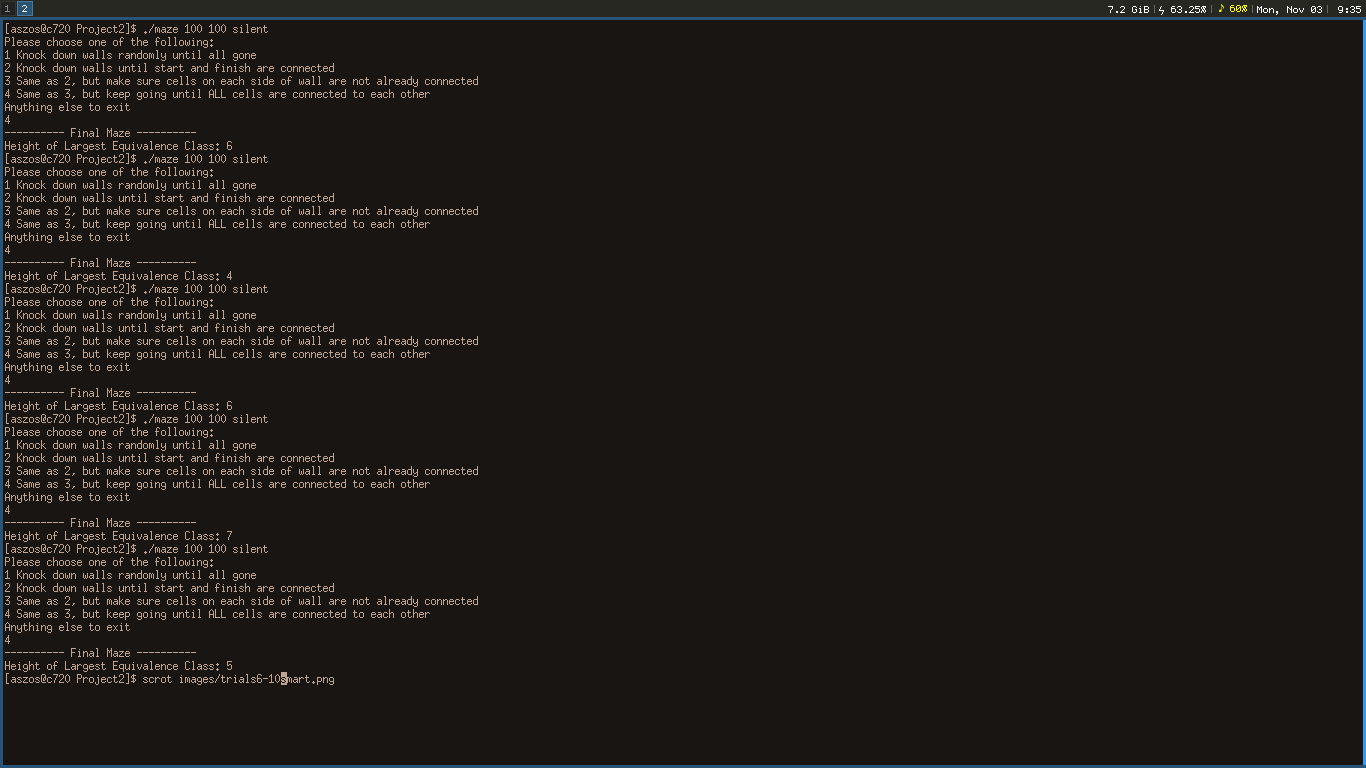 1 2 7.2 GiB| ϟ 63.25%| ♪ 60%|Mon, Nov 03| 9:35
[aszos@c720 Project2]$ ./maze 100 100 silent
Please choose one of the following:
1 Knock down walls randomly until all gone
2 Knock down walls until start and finish are connected
3 Same as 2, but make sure cells on each side of wall are not already connected
4 Same as 3, but keep going until ALL cells are connected to each other
Anything else to exit
4
---------- Final Maze ----------
Height of Largest Equivalence Class: 6
[aszos@c720 Project2]$ ./maze 100 100 silent
Please choose one of the following:
1 Knock down walls randomly until all gone
2 Knock down walls until start and finish are connected
3 Same as 2, but make sure cells on each side of wall are not already connected
4 Same as 3, but keep going until ALL cells are connected to each other
Anything else to exit
4
---------- Final Maze ----------
Height of Largest Equivalence Class: 4
[aszos@c720 Project2]$ ./maze 100 100 silent
Please choose one of the following:
1 Knock down walls randomly until all gone
2 Knock down walls until start and finish are connected
3 Same as 2, but make sure cells on each side of wall are not already connected
4 Same as 3, but keep going until ALL cells are connected to each other
Anything else to exit
4
---------- Final Maze ----------
Height of Largest Equivalence Class: 6
[aszos@c720 Project2]$ ./maze 100 100 silent
Please choose one of the following:
1 Knock down walls randomly until all gone
2 Knock down walls until start and finish are connected
3 Same as 2, but make sure cells on each side of wall are not already connected
4 Same as 3, but keep going until ALL cells are connected to each other
Anything else to exit
4
---------- Final Maze ----------
Height of Largest Equivalence Class: 7
[aszos@c720 Project2]$ ./maze 100 100 silent
Please choose one of the following:
1 Knock down walls randomly until all gone
2 Knock down walls until start and finish are connected
3 Same as 2, but make sure cells on each side of wall are not already connected
4 Same as 3, but keep going until ALL cells are connected to each other
Anything else to exit
4
---------- Final Maze ----------
Height of Largest Equivalence Class: 5
[aszos@c720 Project2]$ scrot images/trials6-10smart.png